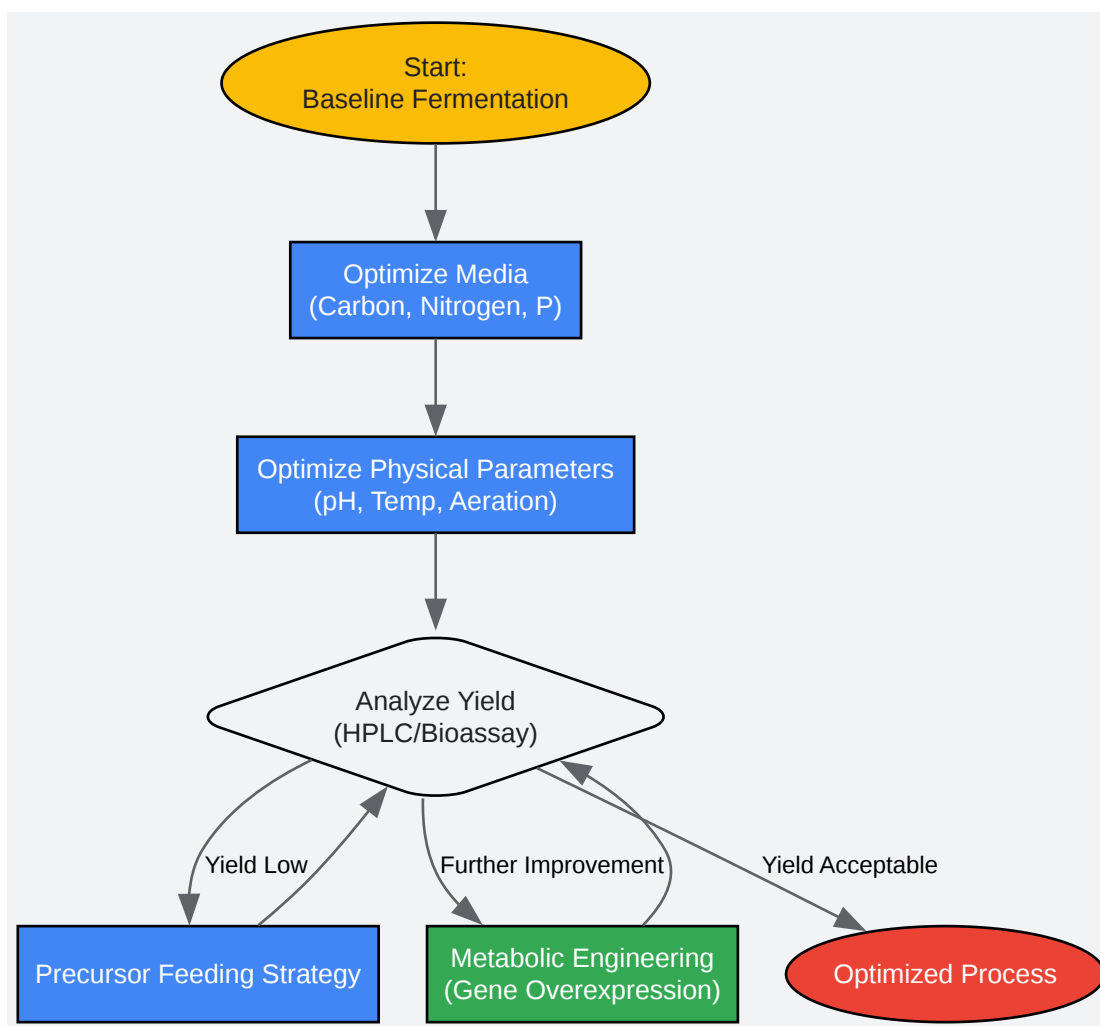 Start:
Baseline Fermentation
Optimize Media
(Carbon, Nitrogen, P)
Optimize Physical Parameters
(pH, Temp, Aeration)
Analyze Yield
(HPLC/Bioassay)
Yield Low
Further Improvement
Yield Acceptable
Precursor Feeding Strategy
Metabolic Engineering
(Gene Overexpression)
Optimized Process